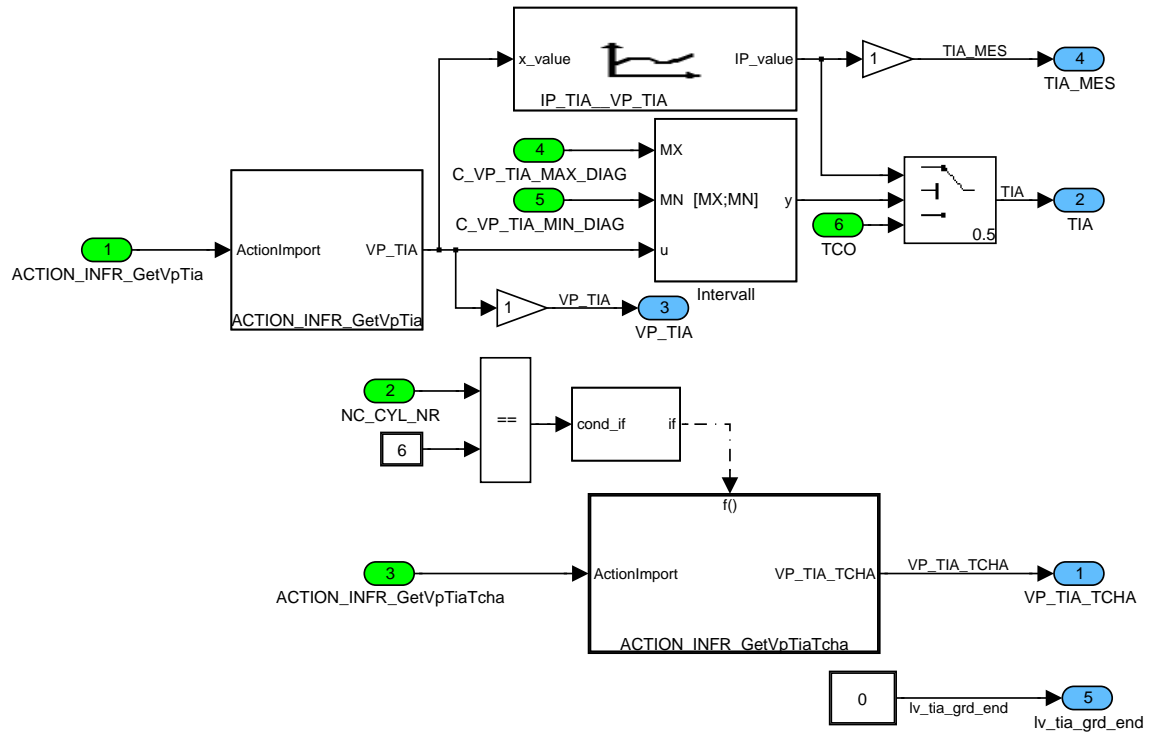 x_value
IP_value
IP_TIA__VP_TIA
1
TIA_MES
4
TIA_MES
4
C_VP_TIA_MAX_DIAG
5
C_VP_TIA_MIN_DIAG
MX
MN
[MX;MN]
y
u
Intervall
6
TCO
0.5
TIA
2
TIA
1
ACTION_INFR_GetVpTia
ActionImport
VP_TIA
ACTION_INFR_GetVpTia
1
VP_TIA
3
VP_TIA
2
NC_CYL_NR
6
==
cond_if
if
f()
3
ACTION_INFR_GetVpTiaTcha
ActionImport
VP_TIA_TCHA
ACTION_INFR_GetVpTiaTcha
VP_TIA_TCHA
1
VP_TIA_TCHA
0
lv_tia_grd_end
5
lv_tia_grd_end